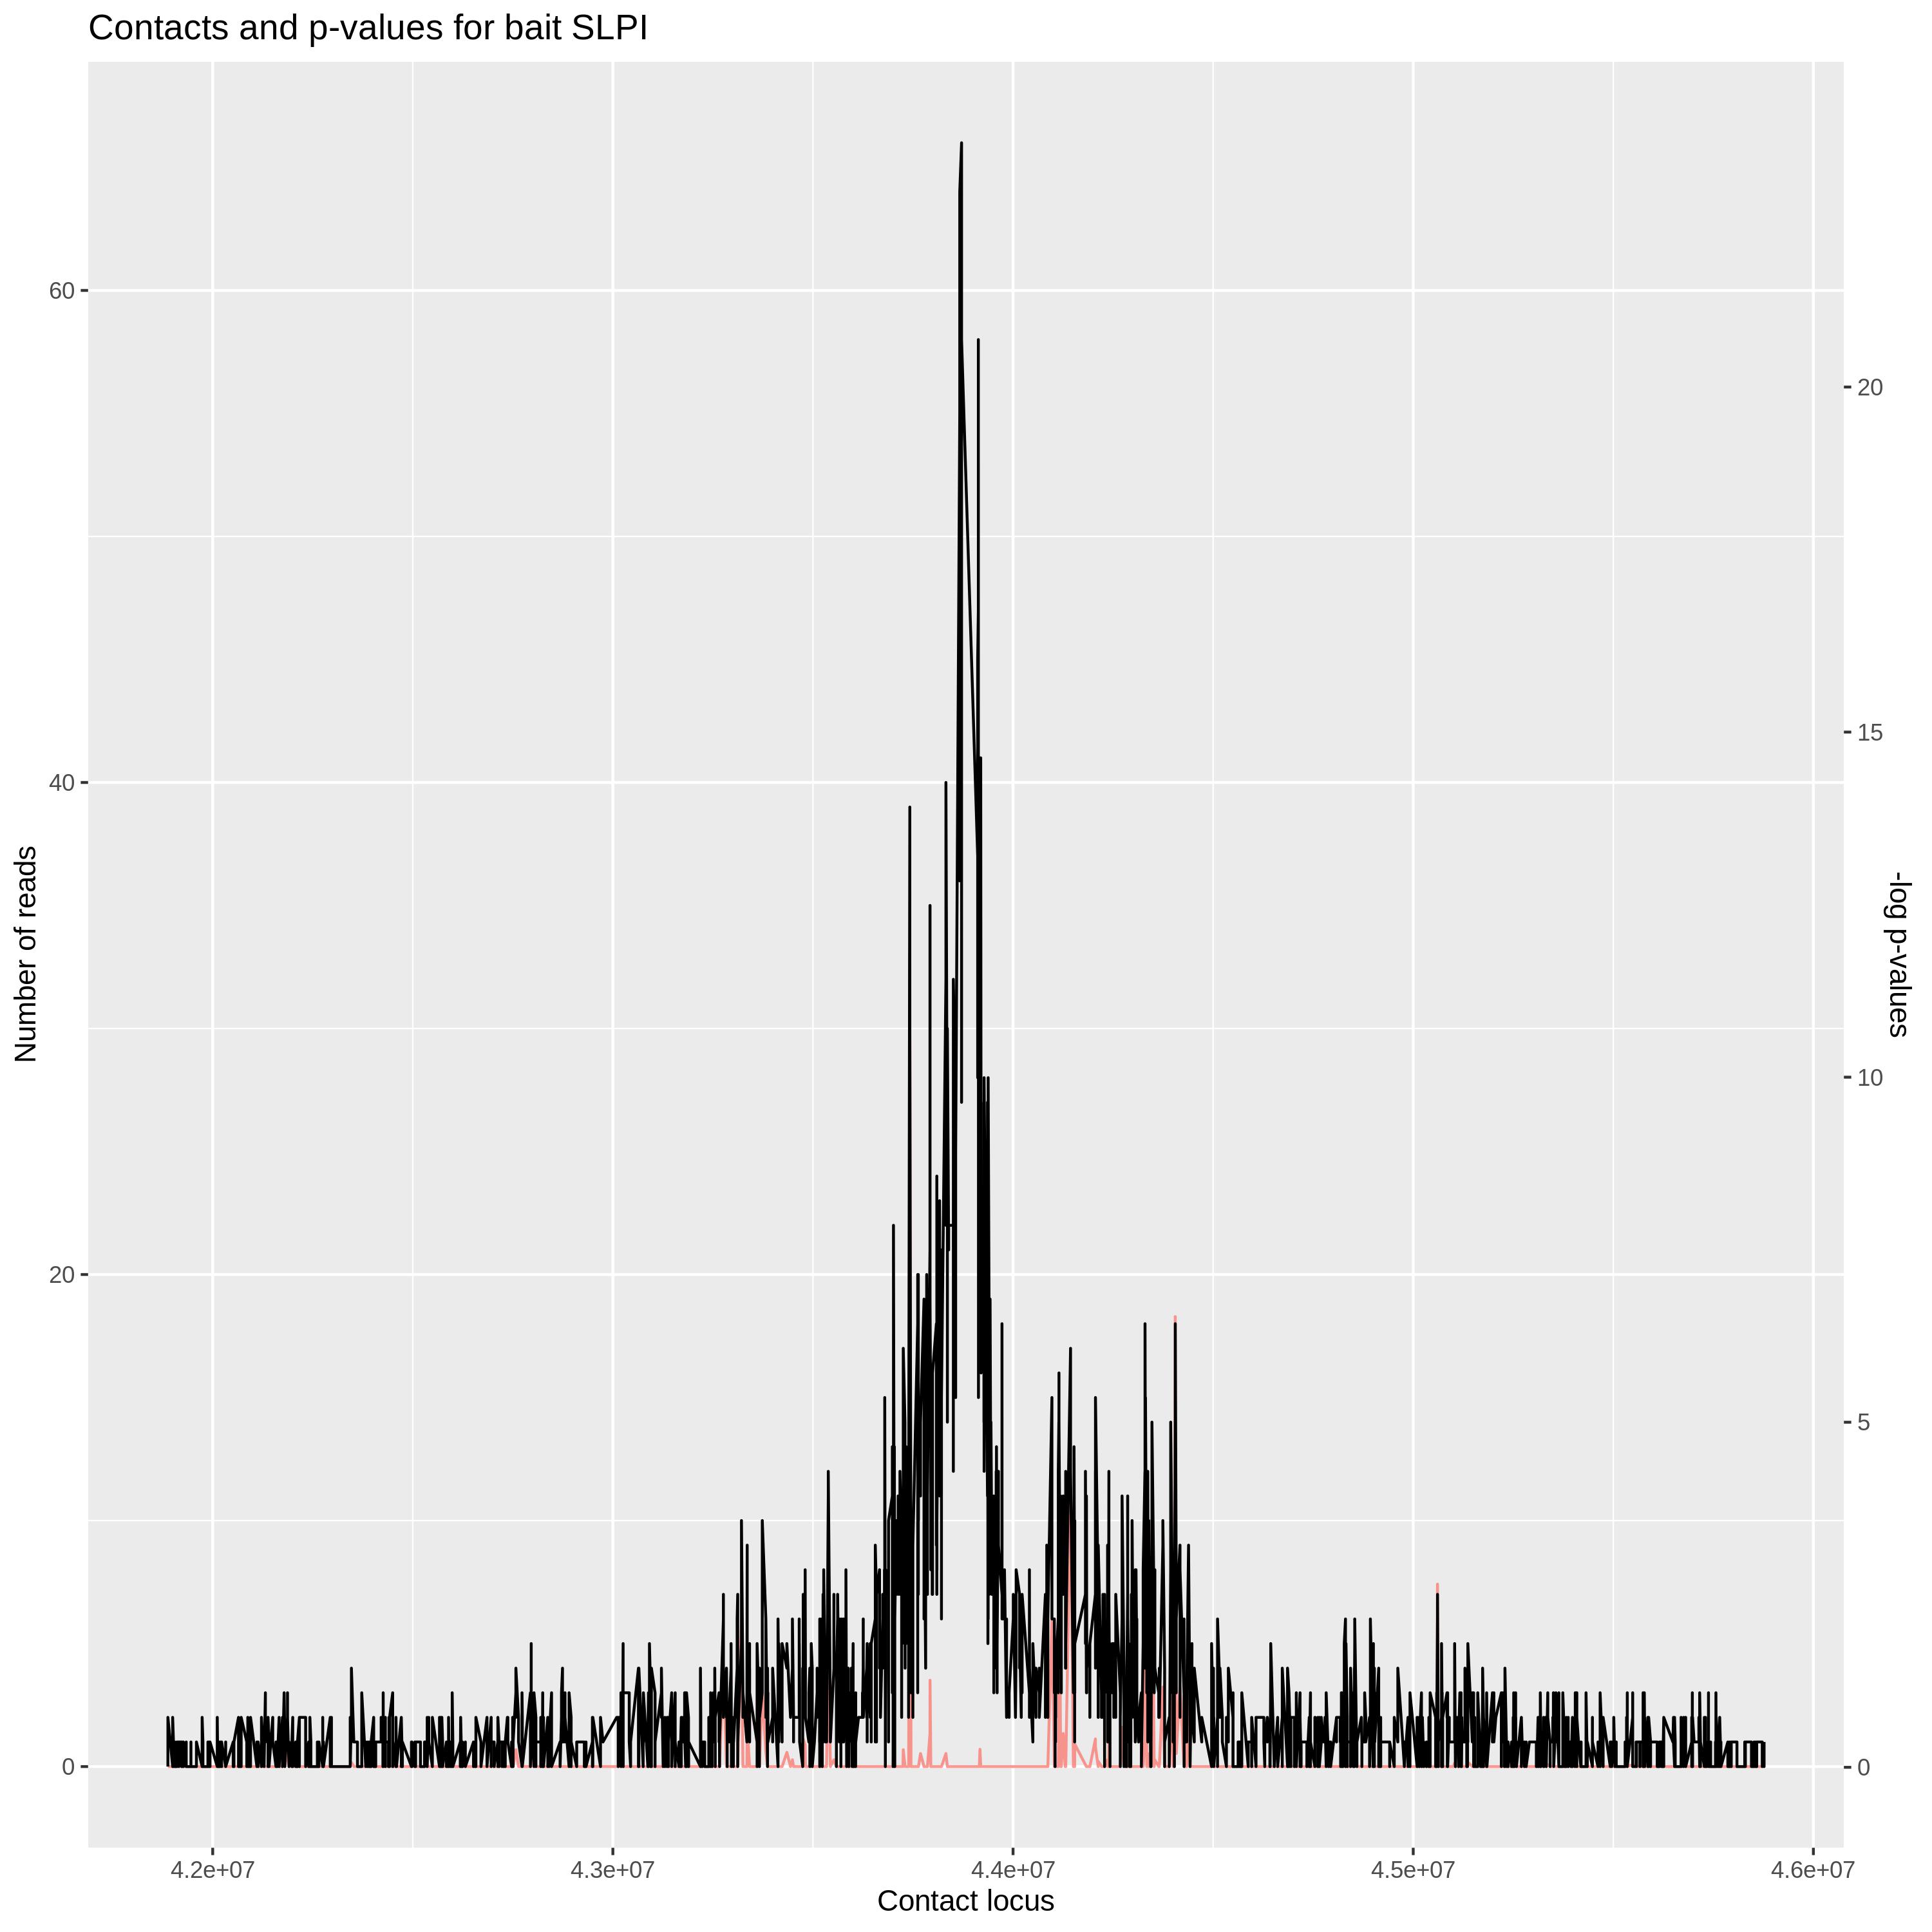 Contacts and p-values for bait SLPI
Number of reads
60
40
20
0
20
15
10
5
0
-log p-values
4.2e+07
4.3e+07
4.4e+07
4.5e+07
4.6e+07
Contact locus